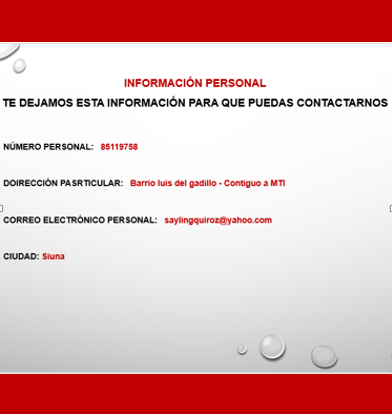 INFORMACIÓN PERSONAL
TE DEJAMOS ESTA INFORMACIÓN PARA QUE PUEDAS CONTACTARNOS
NÚMERO PERSONAL: 85119758
DOIRECCIÓN PASRTICULAR: Barrio luis del gadillo - Contiguo a MTI
CORREO ELECTRÓNICO PERSONAL: saylingquiroz@yahoo.com
CIUDAD: Siuna